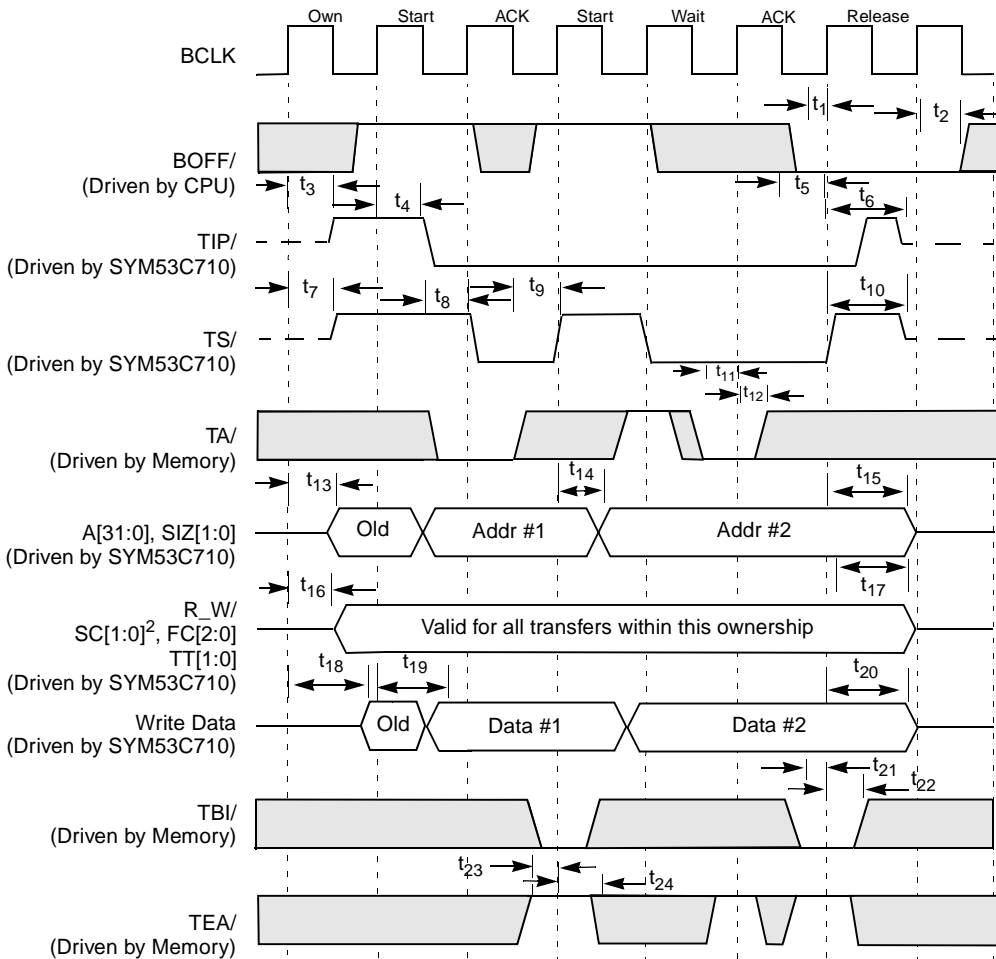 Own Start ACK Start Wait ACK Release
BCLK
t1 t2
BOFF/
(Driven by CPU)
t3 t5
t4 t6
TIP/
(Driven by SYM53C710)
t7 t8 t9 t10
TS/
(Driven by SYM53C710)
t11
t12
TA/
(Driven by Memory)
t13 t14 t15
A[31:0], SIZ[1:0] Old Addr #1 Addr #2
(Driven by SYM53C710)
t16 t17
R_W/
SC[1:0]2, FC[2:0] Valid for all transfers within this ownership
TT[1:0]
t18 t19 t20
(Driven by SYM53C710)
Write Data Old Data #1 Data #2
(Driven by SYM53C710)
t21
t22
TBI/
(Driven by Memory)
t23 t24
TEA/
(Driven by Memory)